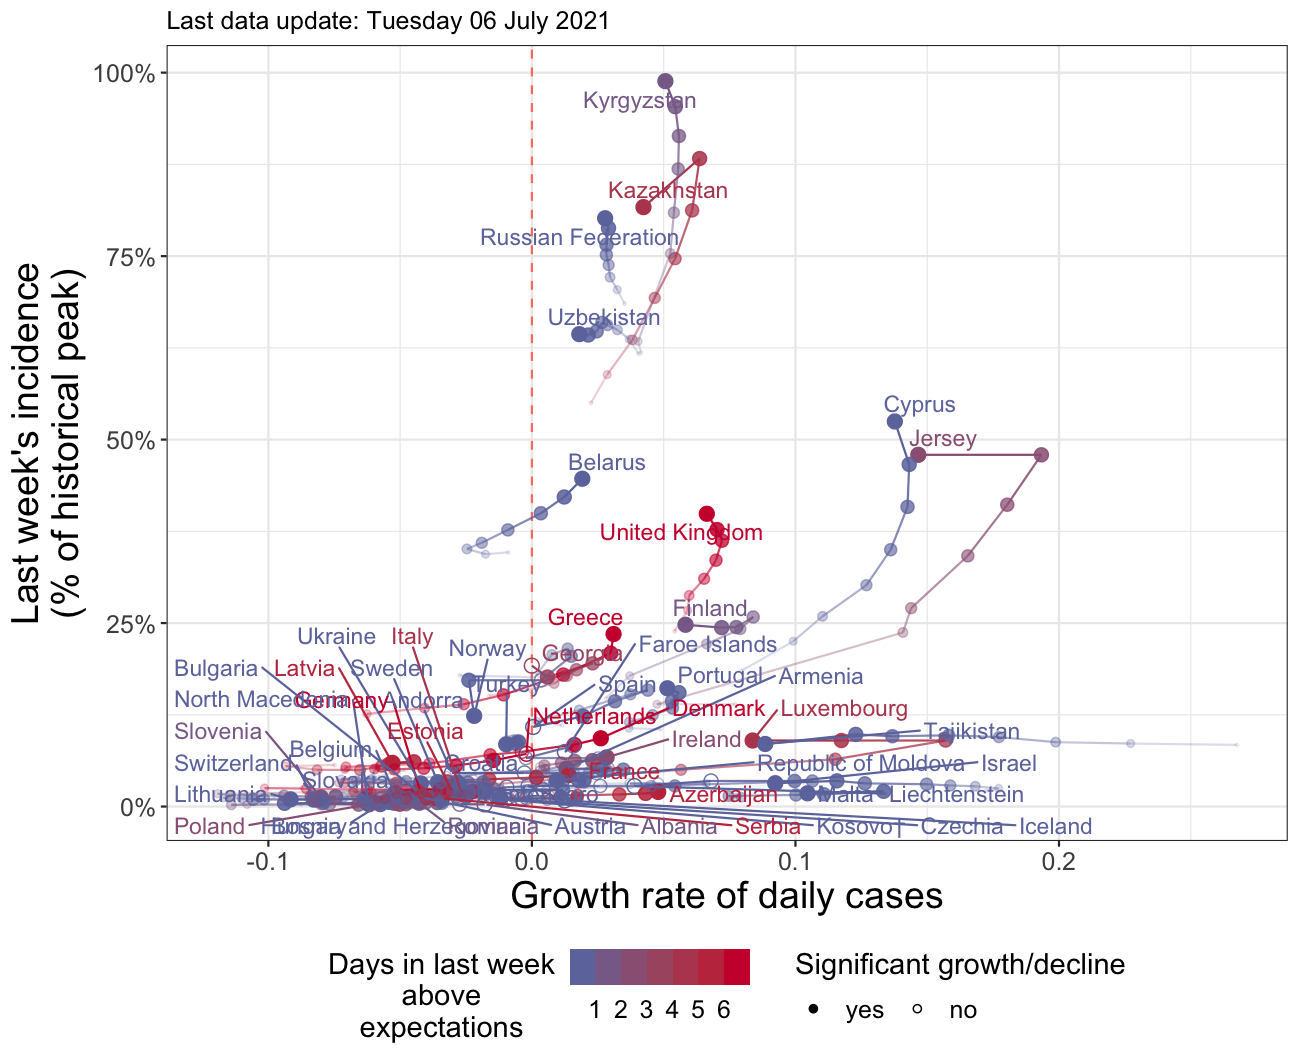 Last data update: Tuesday 06 July 2021
100%
Kyrgyzstan
Kazakhstan
Russian Federation
75%
Uzbekistan
Cyprus
Jersey
50%
Belarus
United Kingdom
Finland
25%
Greece
Ukraine
Italy
Norway
Georgia
Faroe Islands
Bulgaria
Latvia
Sweden
Turkey
Spain
Portugal
Armenia
North Macedonia
Germany
Andorra
Netherlands
Denmark
Luxembourg
Slovenia
Estonia
Ireland
Tajikistan
Belgium
Switzerland
Croatia
France
Republic of Moldova
Israel
Slovakia
Lithuania
Azerbaijan
Malta
Liechtenstein
0%
Poland
Hungary
Bosnia and Herzegovina
Romania
Austria
Albania
Serbia
Kosovo†
Czechia
Iceland
-0.1
0.0
0.1
0.2
Last week's incidence
(% of historical peak)
Growth rate of daily cases
Days in last week
above
expectations
1 2 3 4 5 6
Significant growth/decline
yes
no